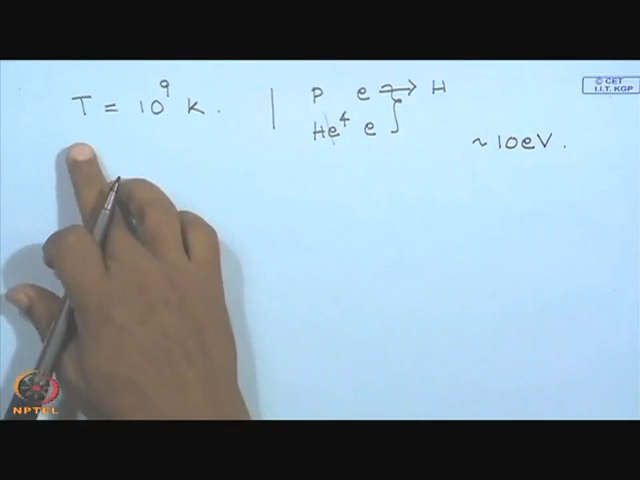 T = 10⁹ K. | P e → H
He⁴ e }
~ 10eV.
© CET
I.I.T. KGP
NPTEL